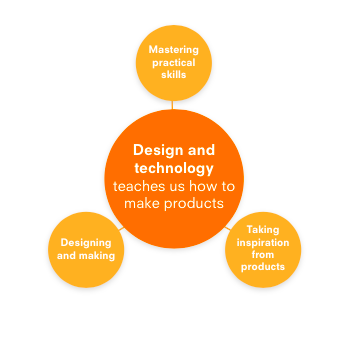 Mastering
practical
skills
Design and
technology
teaches us how to
make products
Designing
and making
Taking
inspiration
from
products